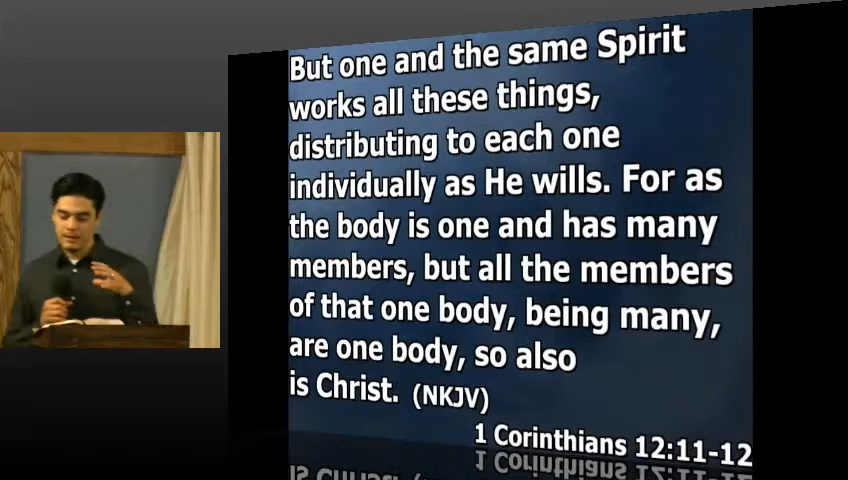 But one and the same Spirit
works all these things,
distributing to each one
individually as He wills. For as
the body is one and has many
members, but all the members
of that one body, being many,
are one body, so also
is Christ. (NKJV)
1 Corinthians 12:11-12